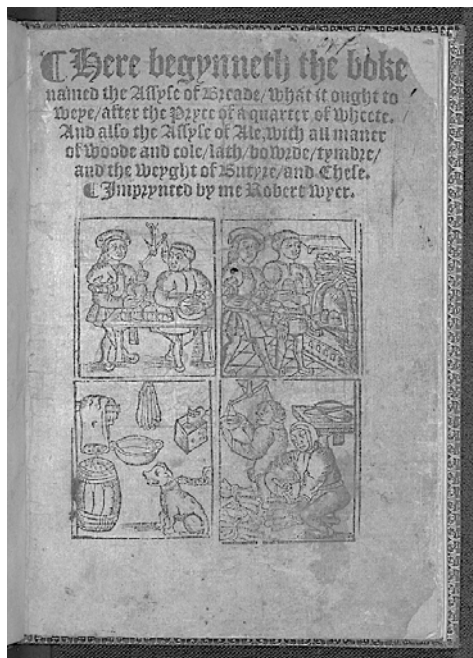 ¶ Here begynneth the boke
named the Assyse of Breade/what it ought to
weye/after the Pryce of a quarter of wheete.
And also the Assyse of Ale, with all maner
of woode and cole/lath/bowrde/tymbre/
and the weyght of Butyre/and Chese.
¶ Imprynted by me Robert Wyer.